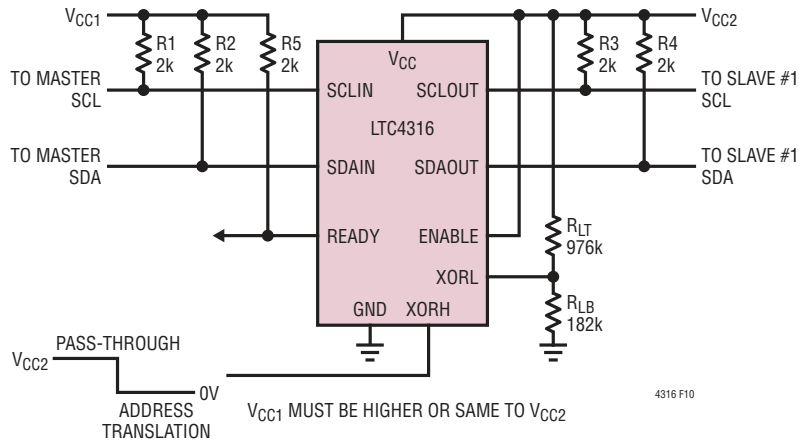 VCC1
R1
2k
R2
2k
R5
2k
VCC
R3
2k
R4
2k
VCC2
TO MASTER
SCL
SCLIN
SCLOUT
TO SLAVE #1
SCL
LTC4316
TO MASTER
SDA
SDAIN
SDAOUT
TO SLAVE #1
SDA
READY
ENABLE
RLT
976k
XORL
RLB
182k
GND
XORH
PASS-THROUGH
VCC2
0V
ADDRESS
TRANSLATION
VCC1 MUST BE HIGHER OR SAME TO VCC2
4316 F10